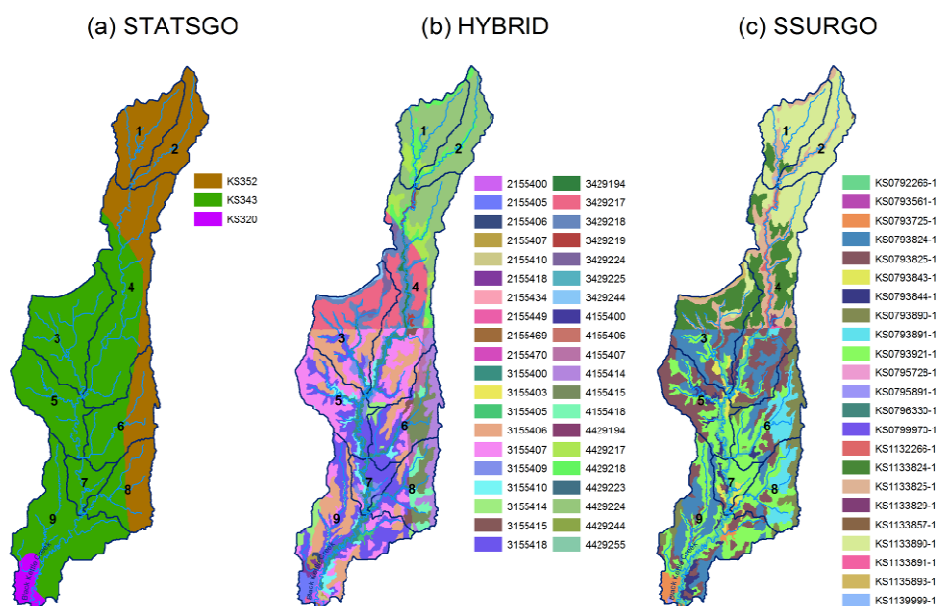 (a) STATSGO
(b) HYBRID
(c) SSURGO
1
2
3
4
5
6
7
8
9
KS352
KS343
KS320
1
2
3
4
5
6
7
8
9
2155400
2155405
2155406
2155407
2155410
2155418
2155434
2155449
2155469
2155470
3155400
3155403
3155405
3155406
3155407
3155409
3155410
3155414
3155415
3155418
3429194
3429217
3429218
3429219
3429224
3429225
3429244
4155400
4155406
4155407
4155414
4155415
4155418
4429194
4429217
4429218
4429223
4429224
4429244
4429255
1
2
3
4
5
6
7
8
9
KS0792266-1
KS0793561-1
KS0793725-1
KS0793824-1
KS0793825-1
KS0793843-1
KS0793844-1
KS0793890-1
KS0793891-1
KS0793921-1
KS0795728-1
KS0795891-1
KS0796330-1
KS0799970-1
KS1132266-1
KS1133824-1
KS1133825-1
KS1133829-1
KS1133857-1
KS1133890-1
KS1133891-1
KS1135893-1
KS1139999-1